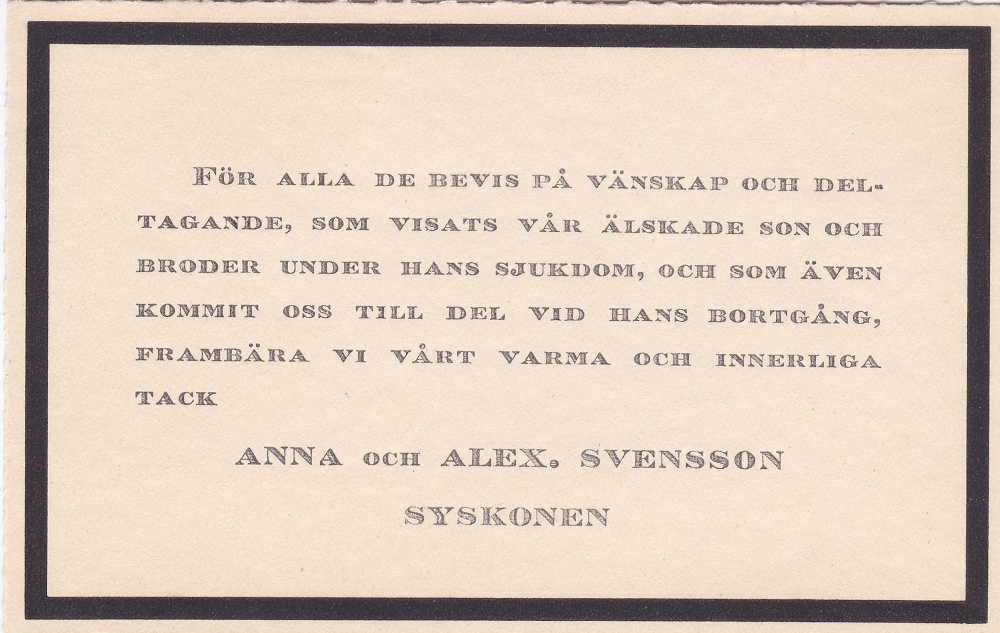 FÖR ALLA DE BEVIS PÅ VÄNSKAP OCH DEL-
TAGANDE, SOM VISATS VÅR ÄLSKADE SON OCH
BRODER UNDER HANS SJUKDOM, OCH SOM ÄVEN
KOMMIT OSS TILL DEL VID HANS BORTGÅNG,
FRAMBÄRA VI VÅRT VARMA OCH INNERLIGA
TACK
ANNA OCH ALEX. SVENSSON
SYSKONEN